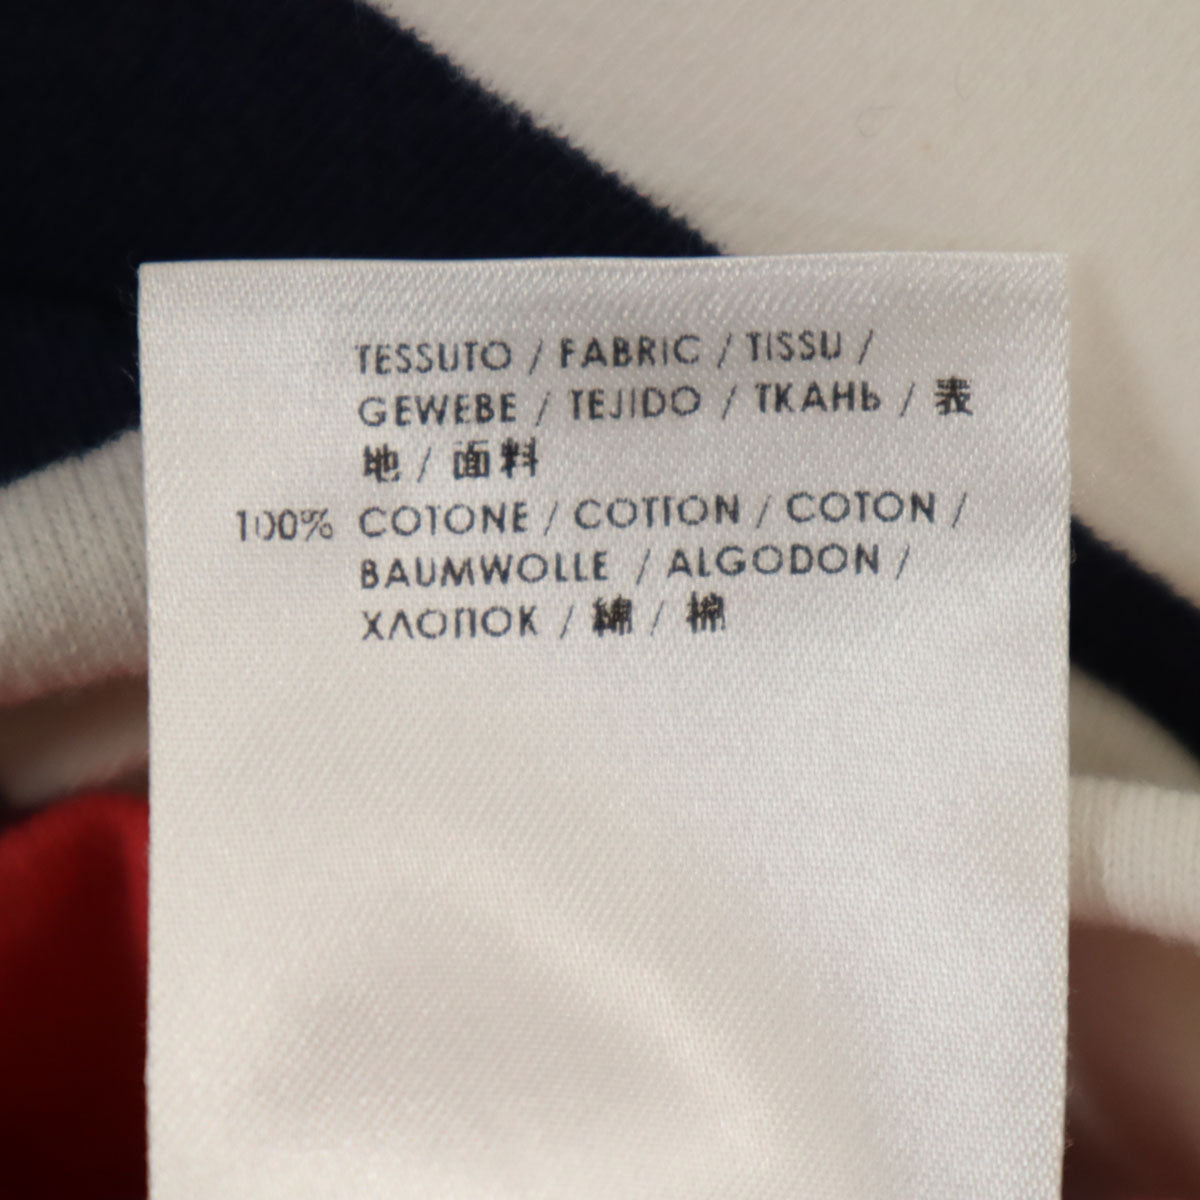 TESSUTO / FABRIC / TISSU /
GEWEBE / TEJIDO / ТКАНЬ / 表
地 / 面料
100% COTONE / COTTON / COTON /
BAUMWOLLE / ALGODON /
ХЛОПОК / 綿 / 棉